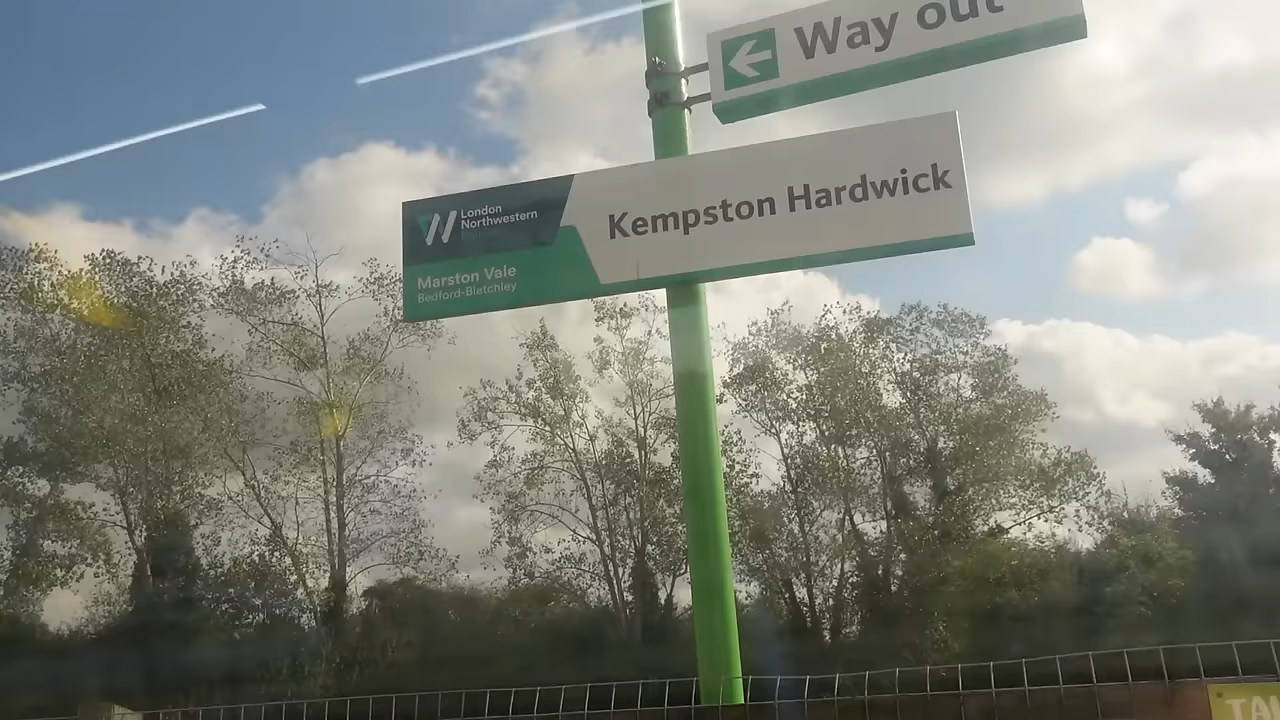 Way out
Kempston Hardwick
London
Northwestern
Marston Vale
Bedford-Bletchley